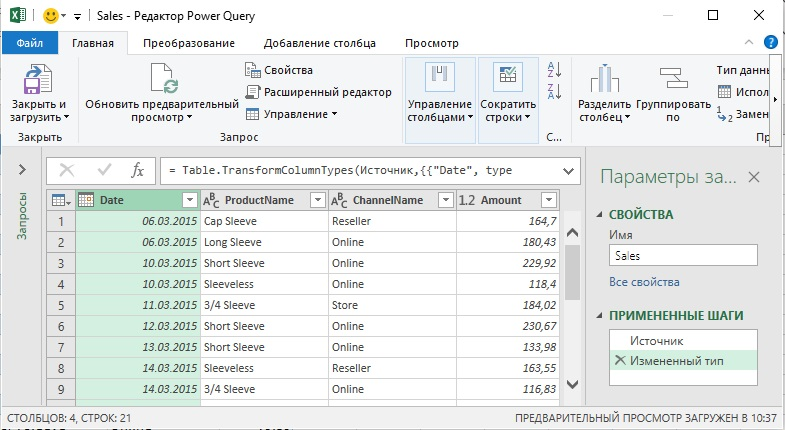 Sales - Редактор Power Query
Файл Главная Преобразование Добавление столбца Просмотр
Закрыть и загрузить
Закрыть
Обновить предварительный просмотр
Свойства
Расширенный редактор
Управление
Запрос
Управление столбцами
Сократить строки
Разделить столбец
Группировать по
Тип данны
Испол
Замен
Пр
Запросы
= Table.TransformColumnTypes(Источник,{{"Date", type
Date ProductName ChannelName 1.2 Amount
1 06.03.2015 Cap Sleeve Reseller 164,7
2 06.03.2015 Long Sleeve Online 180,43
3 10.03.2015 Short Sleeve Online 229,92
4 10.03.2015 Sleeveless Online 118,4
5 11.03.2015 3/4 Sleeve Store 184,02
6 12.03.2015 Short Sleeve Online 230,67
7 13.03.2015 Short Sleeve Online 133,98
8 14.03.2015 Sleeveless Reseller 163,55
9 14.03.2015 3/4 Sleeve Online 116,83
Параметры за...
СВОЙСТВА
Имя
Sales
Все свойства
ПРИМЕНЕННЫЕ ШАГИ
Источник
Измененный тип
СТОЛБЦОВ: 4, СТРОК: 21
ПРЕДВАРИТЕЛЬНЫЙ ПРОСМОТР ЗАГРУЖЕН В 10:37